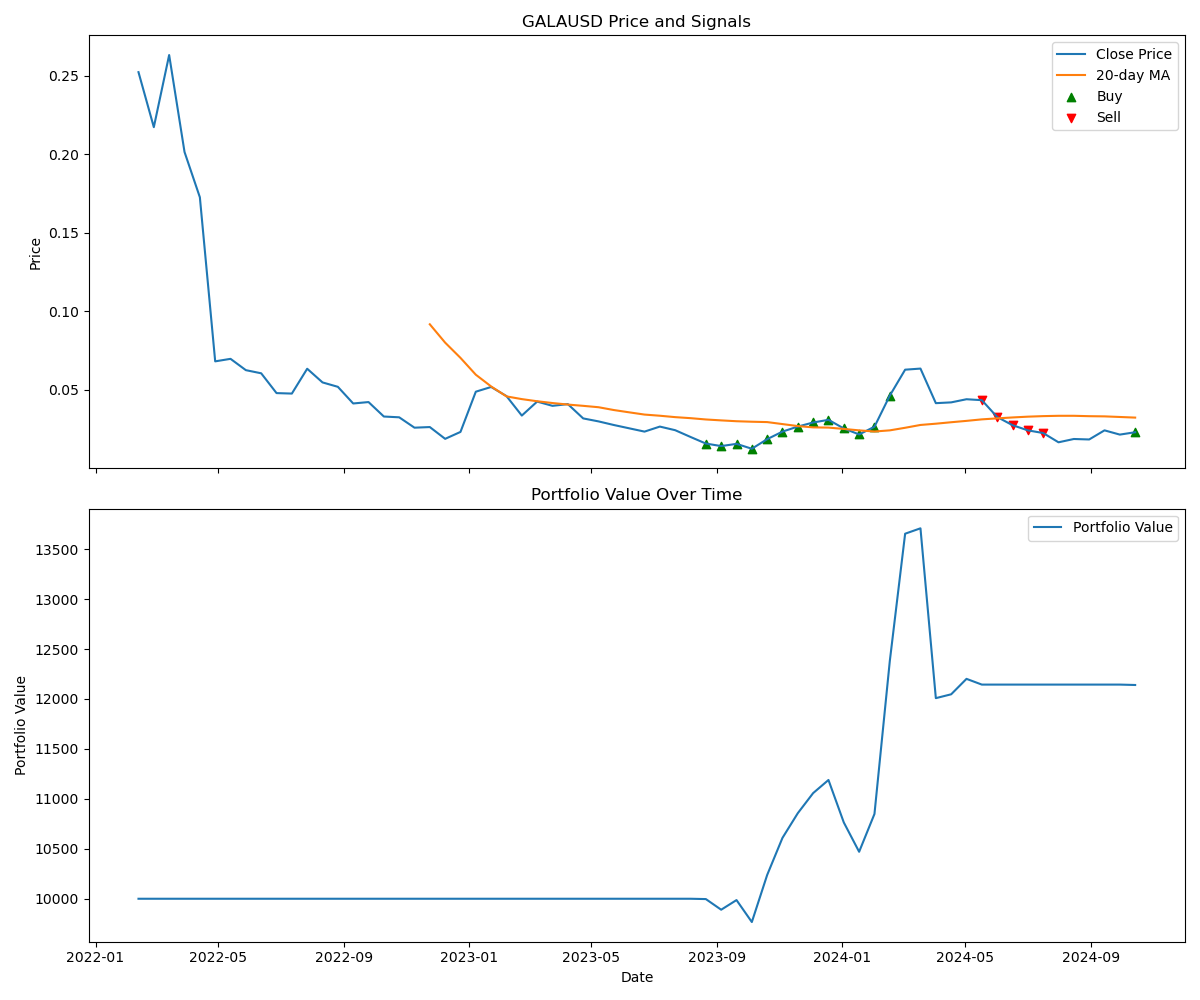 GALAUSD Price and Signals
Close Price
20-day MA
Buy
Sell
Price
0.25
0.20
0.15
0.10
0.05
Portfolio Value Over Time
Portfolio Value
Portfolio Value
13500
13000
12500
12000
11500
11000
10500
10000
2022-01 2022-05 2022-09 2023-01 2023-05 2023-09 2024-01 2024-05 2024-09
Date